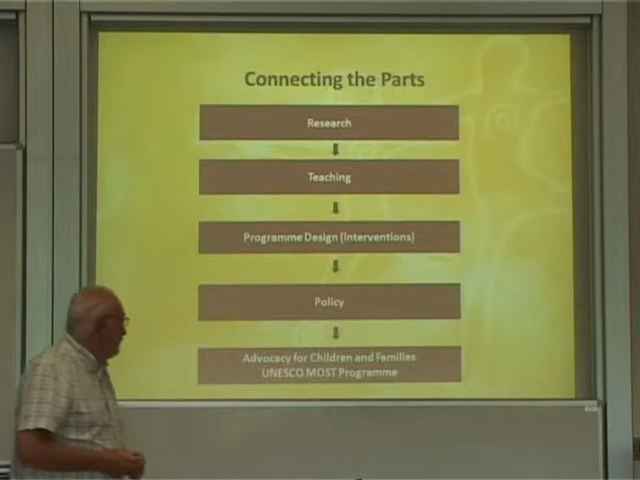 Connecting the Parts
Research
Teaching
Programme Design (Interventions)
Policy
Advocacy for Children and Families
UNESCO MOST Programme